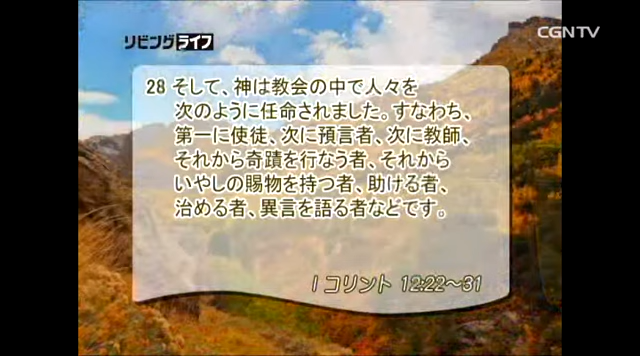 リビングライフ
CGNTV
28 そして、神は教会の中で人々を
次のように任命されました。すなわち、
第一に使徒、次に預言者、次に教師、
それから奇蹟を行なう者、それから
いやしの賜物を持つ者、助ける者、
治める者、異言を語る者などです。
I コリント 12:22～31